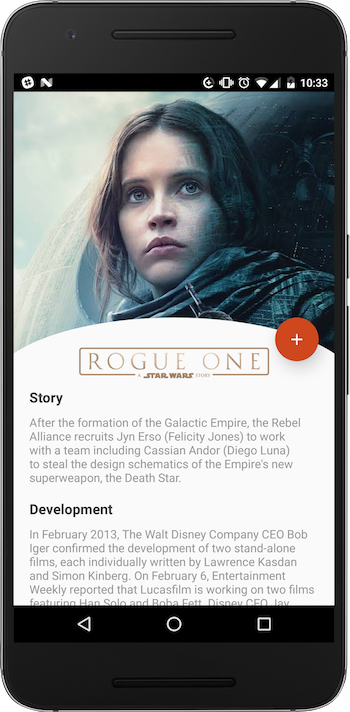 10:33
ROGUE ONE
A STAR WARS STORY
Story
After the formation of the Galactic Empire, the Rebel
Alliance recruits Jyn Erso (Felicity Jones) to work
with a team including Cassian Andor (Diego Luna)
to steal the design schematics of the Empire's new
superweapon, the Death Star.
Development
In February 2013, The Walt Disney Company CEO Bob
Iger confirmed the development of two stand-alone
films, each individually written by Lawrence Kasdan
and Simon Kinberg. On February 6, Entertainment
Weekly reported that Lucasfilm is working on two films
featuring Han Solo and Boba Fett. Disney CFO Jay